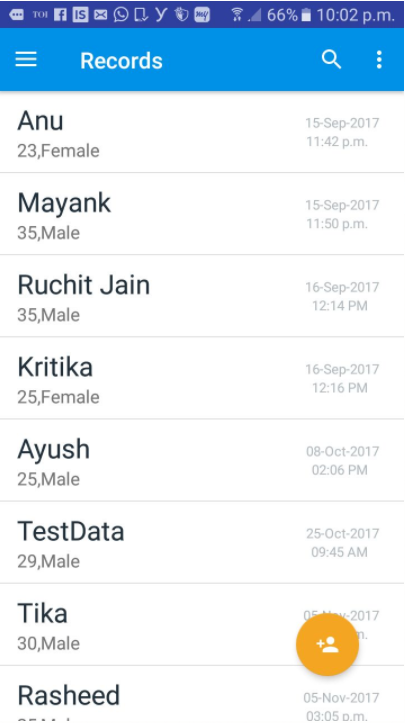 TOI 66% 10:02 p.m.
Records
Anu
15-Sep-2017
23,Female
11:42 p.m.
Mayank
15-Sep-2017
35,Male
11:50 p.m.
Ruchit Jain
16-Sep-2017
35,Male
12:14 PM
Kritika
16-Sep-2017
25,Female
12:16 PM
Ayush
08-Oct-2017
25,Male
02:06 PM
TestData
25-Oct-2017
29,Male
09:45 AM
Tika
-2017
30,Male
Rasheed
05-Nov-2017
03:05 p.m.